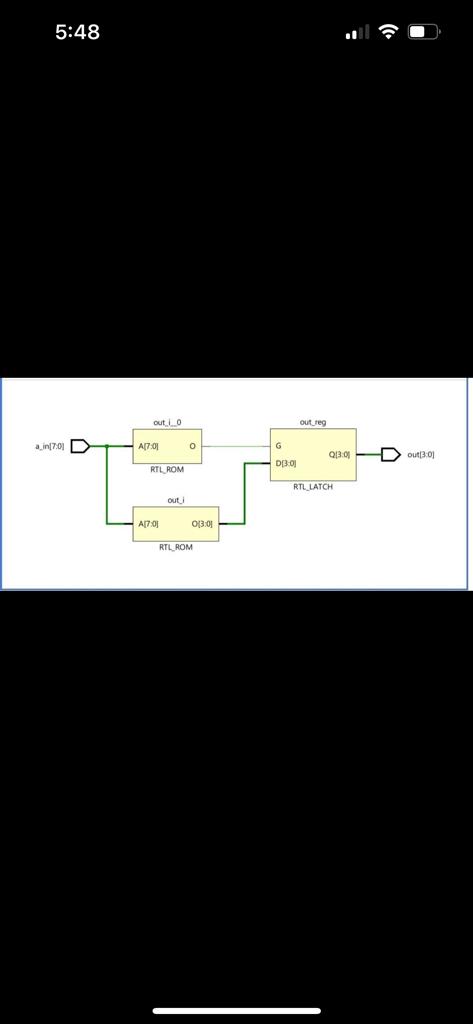 5:48
out_i__0
out_reg
a_in[7:0]
A[7:0]
O
G
Q[3:0]
out[3:0]
D[3:0]
RTL_ROM
RTL_LATCH
out_i
A[7:0]
O[3:0]
RTL_ROM